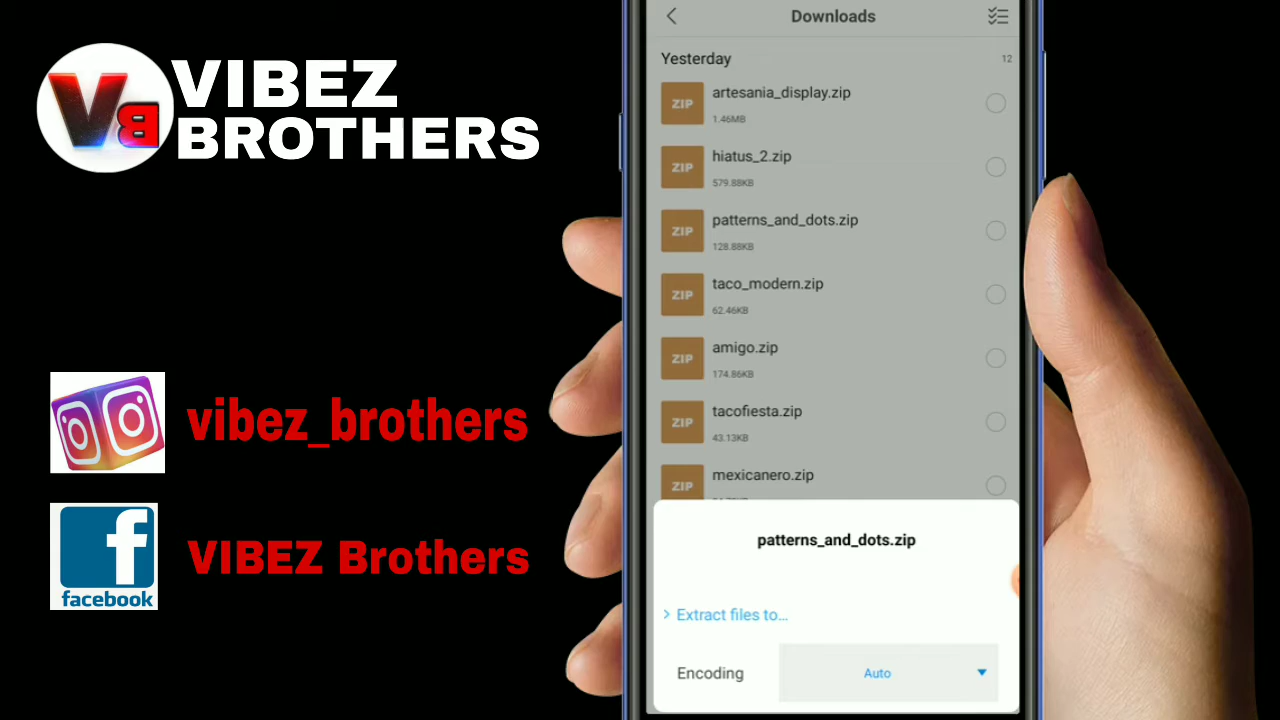 VIBEZ
BROTHERS
VB
vibez_brothers
facebook
VIBEZ Brothers
Downloads
Yesterday
12
ZIP
artesania_display.zip
1.46MB
ZIP
hiatus_2.zip
579.88KB
ZIP
patterns_and_dots.zip
128.88KB
ZIP
taco_modern.zip
62.46KB
ZIP
amigo.zip
174.86KB
ZIP
tacofiesta.zip
43.13KB
ZIP
mexicanero.zip
patterns_and_dots.zip
> Extract files to...
Encoding
Auto